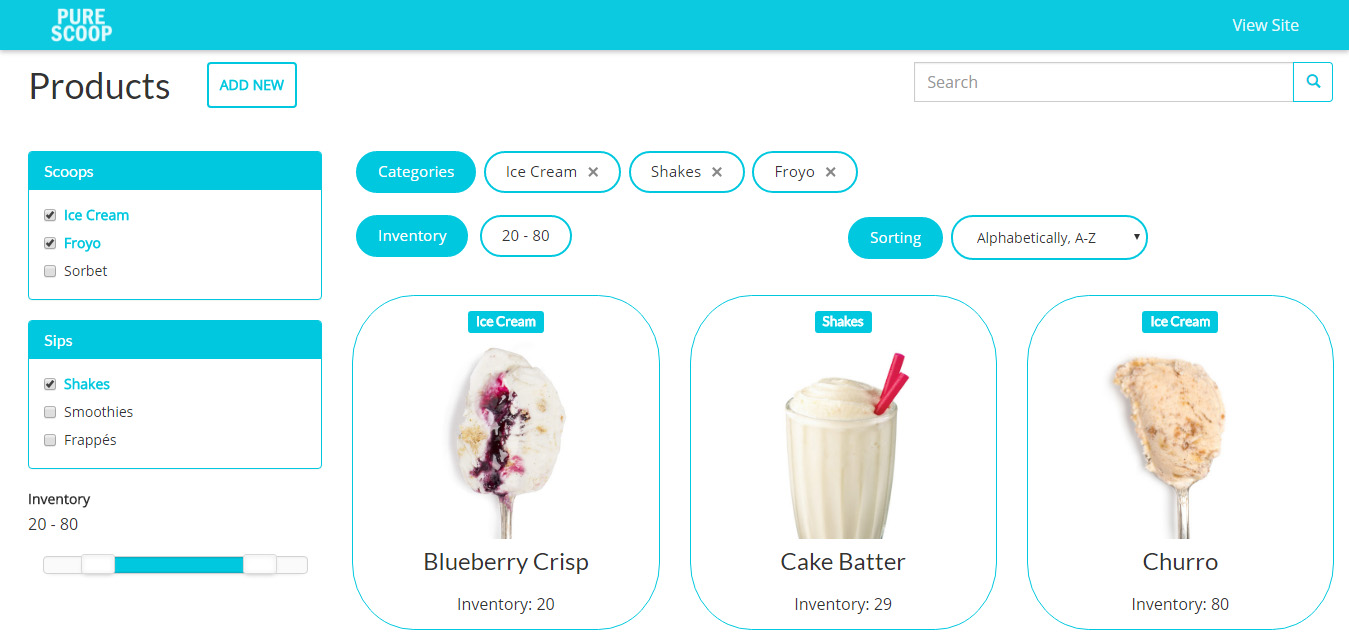 PURE
SCOOP
View Site
Products
ADD NEW
Search
Scoops
Ice Cream
Froyo
Sorbet
Sips
Shakes
Smoothies
Frappés
Inventory
20 - 80
Categories
Ice Cream ×
Shakes ×
Froyo ×
Inventory
20 - 80
Sorting
Alphabetically, A-Z
Ice Cream
Blueberry Crisp
Inventory: 20
Shakes
Cake Batter
Inventory: 29
Ice Cream
Churro
Inventory: 80